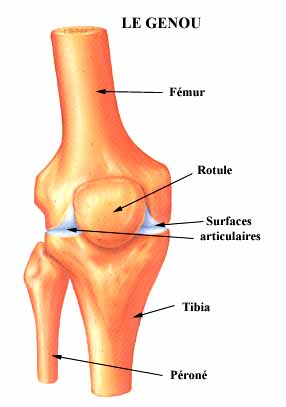 LE GENOU
Fémur
Rotule
Surfaces
articulaires
Tibia
Péroné